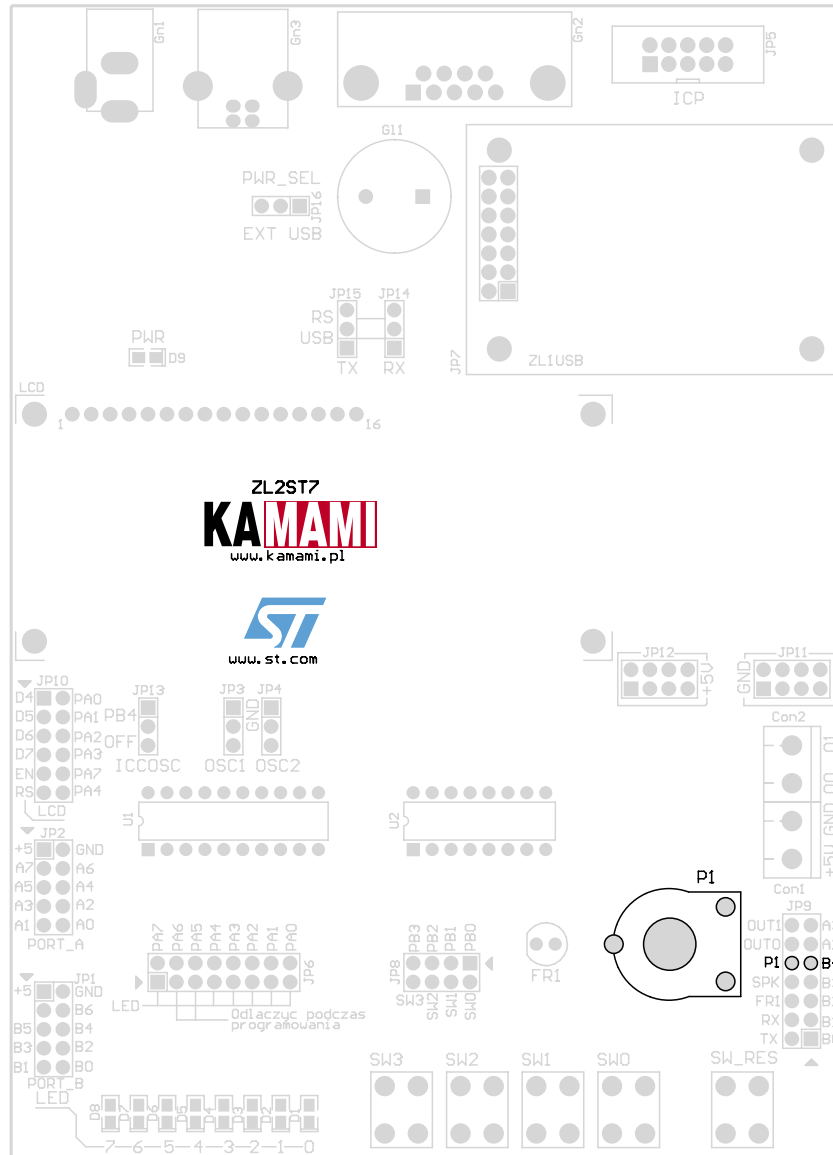 Gn1
Gn3
Gn2
JP5
ICP
G11
PWR_SEL
JP16
EXT USB
JP15
JP14
RS
USB
TX
RX
JP7
ZL1USB
PWR
D9
LCD
1
16
ZL2ST7
KAMAMI
www.kamami.pl
ST
www.st.com
JP12
+5V
GND
JP11
JP10
D4 PA0
D5 PA1
D6 PA2
D7 PA3
EN PA7
RS PA4
LCD
JP13
PB4
OFF
ICCOSC
JP3
GND
JP4
OSC1
OSC2
Con2
O1
O0
GND
+5V
Con1
U1
U2
JP2
+5 GND
A7 A6
A5 A4
A3 A2
A1 A0
PORT_A
P1
JP9
OUT1
OUT0
P1 B4
SPK
FR1
RX
TX B0
PA7
PA6
PA5
PA4
PA3
PA2
PA1
PA0
JP6
LED
Odlaczyc podczas
programowania
PB3
PB2
PB1
PB0
JP8
SW3
SW2
SW1
SW0
FR1
JP1
+5 GND
B6
B5 B4
B3 B2
B1 B0
PORT_B
LED
SW3
SW2
SW1
SW0
SW_RES
D8
D7
D6
D5
D4
D3
D2
D1
7 6 5 4 3 2 1 0